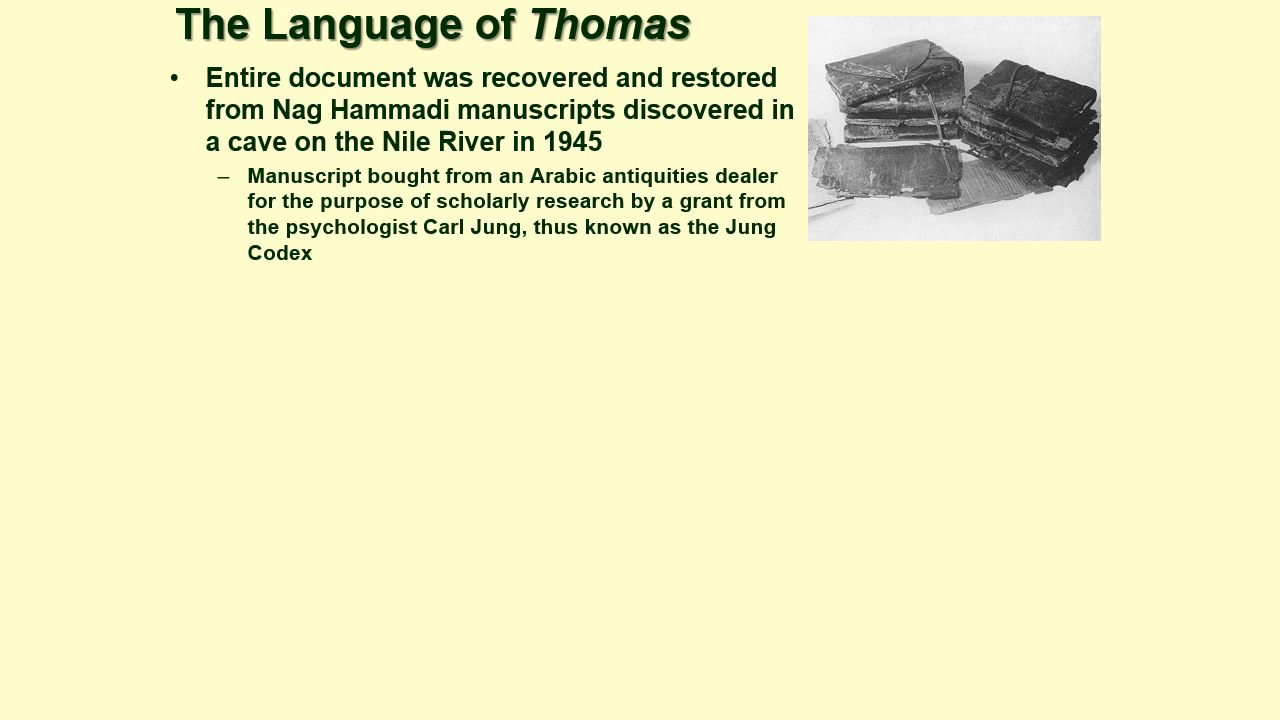 The Language of Thomas
• Entire document was recovered and restored
from Nag Hammadi manuscripts discovered in
a cave on the Nile River in 1945
– Manuscript bought from an Arabic antiquities dealer
for the purpose of scholarly research by a grant from
the psychologist Carl Jung, thus known as the Jung
Codex